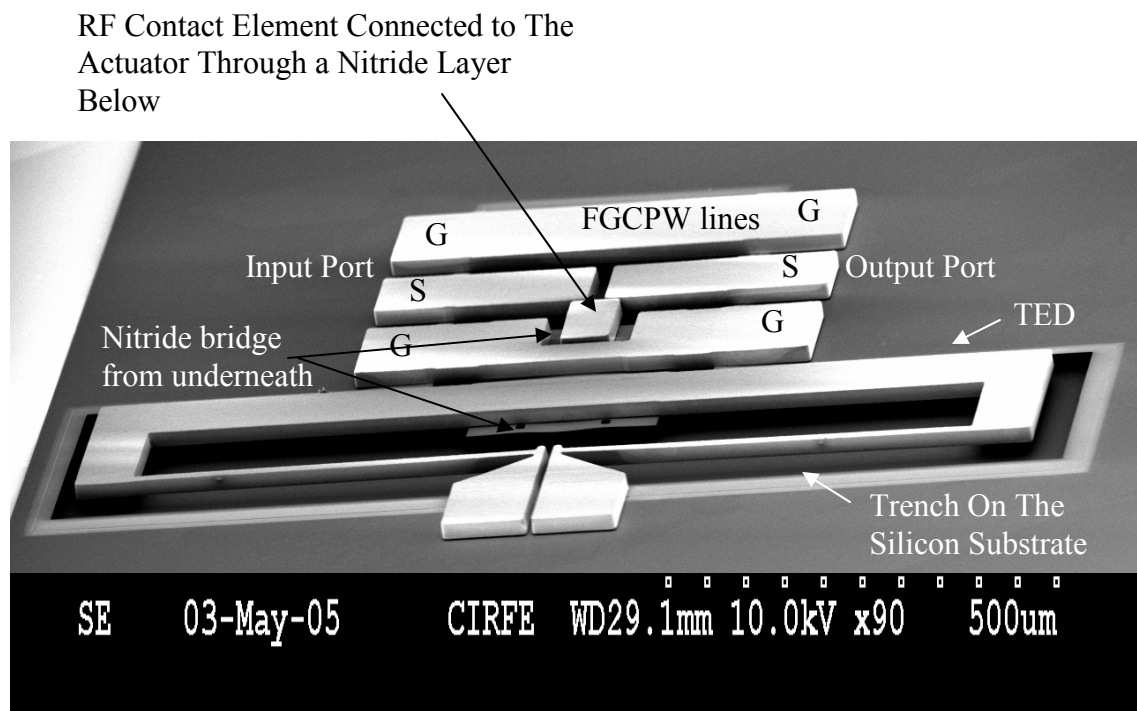 RF Contact Element Connected to The
Actuator Through a Nitride Layer
Below
G
FGCPW lines
G
Input Port
S
S
Output Port
G
G
TED
Nitride bridge
from underneath
Trench On The
Silicon Substrate
SE 03-May-05 CIRFE WD29.1mm 10.0kV x90 500um